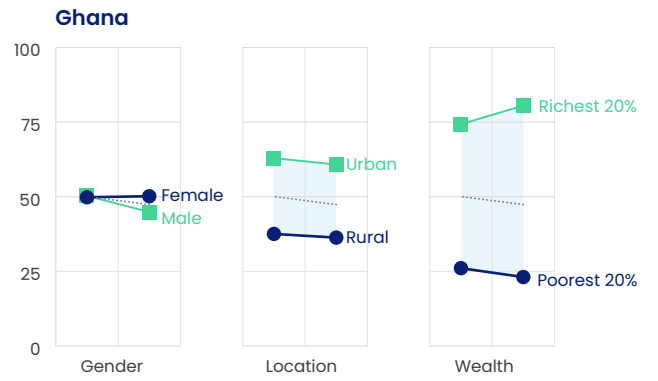 Ghana
100
75
50
25
0
Female
Male
Gender
Urban
Rural
Location
Richest 20%
Poorest 20%
Wealth